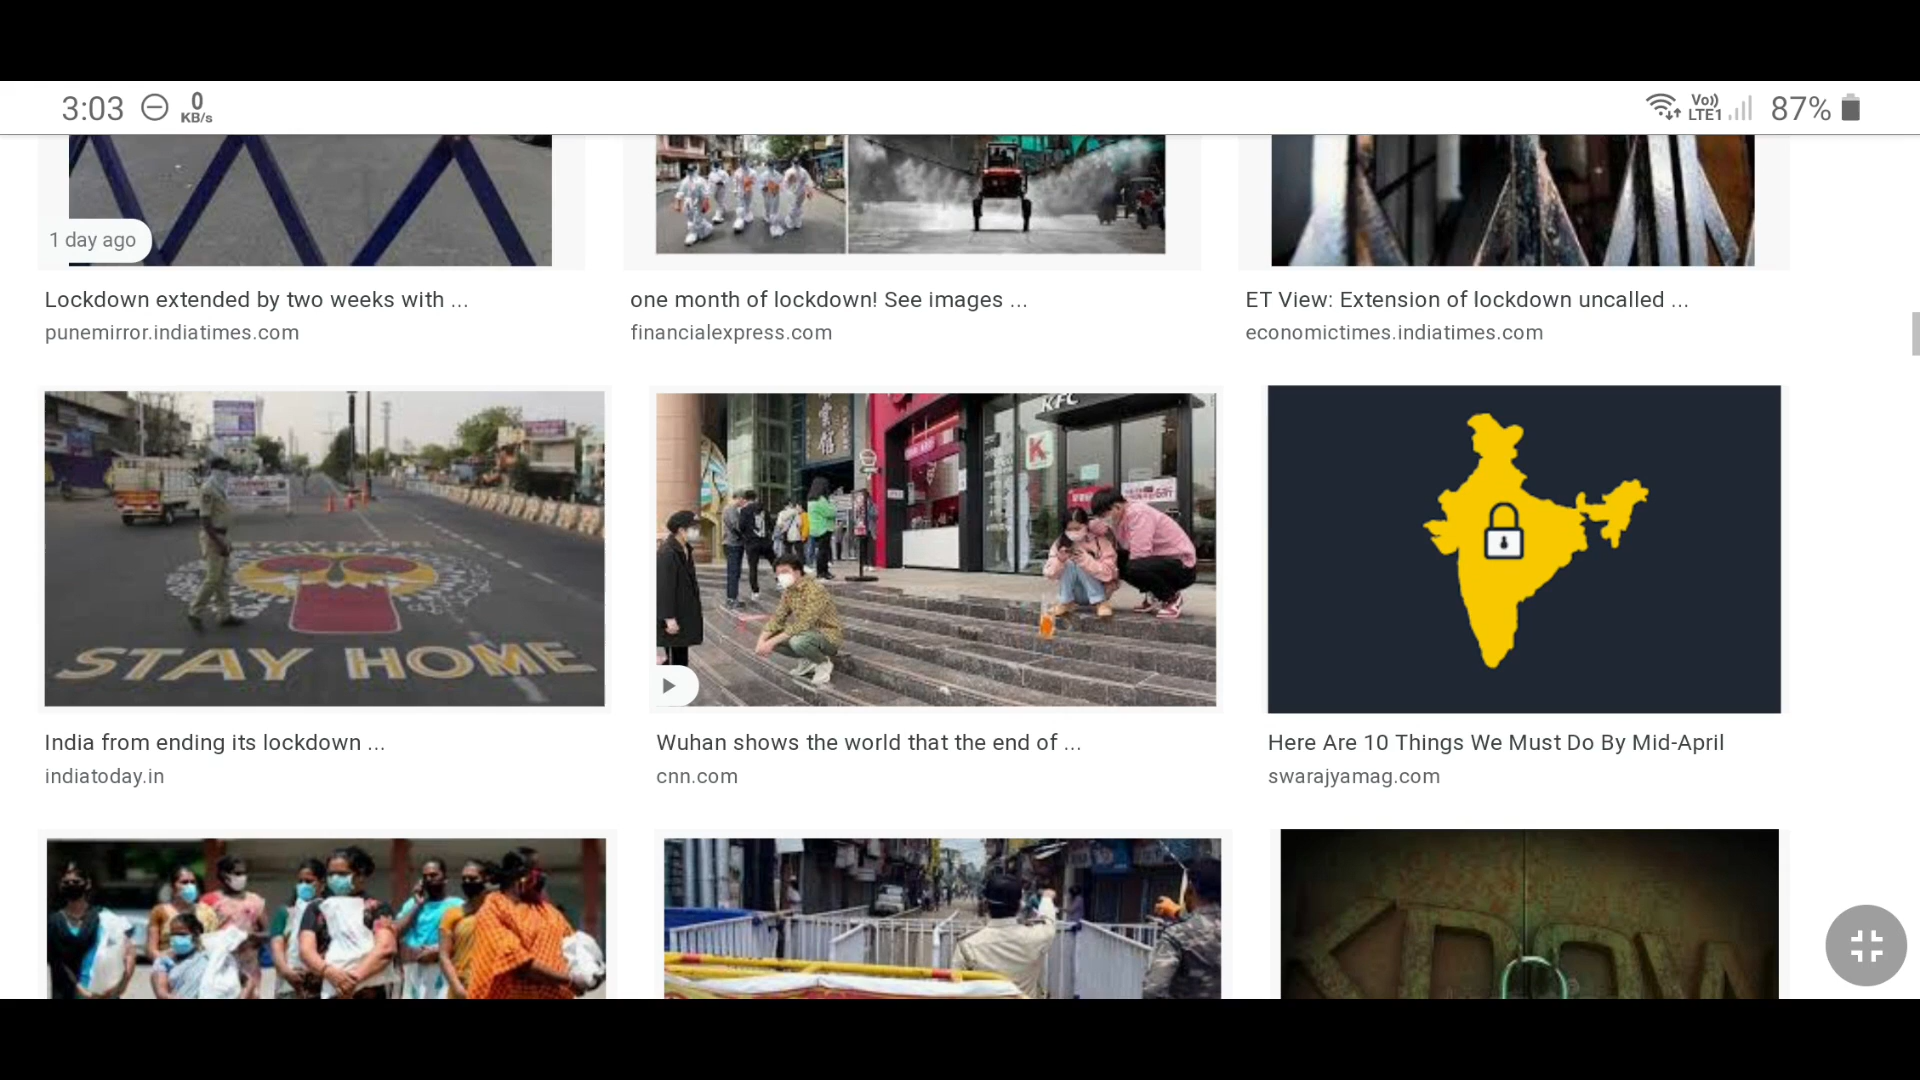 3:03 0 KB/s Vo)) LTE1 87%
1 day ago
Lockdown extended by two weeks with ...
punemirror.indiatimes.com
one month of lockdown! See images ...
financialexpress.com
ET View: Extension of lockdown uncalled ...
economictimes.indiatimes.com
STAY HOME
KFC
K
India from ending its lockdown ...
indiatoday.in
Wuhan shows the world that the end of ...
cnn.com
Here Are 10 Things We Must Do By Mid-April
swarajyamag.com
KDOW